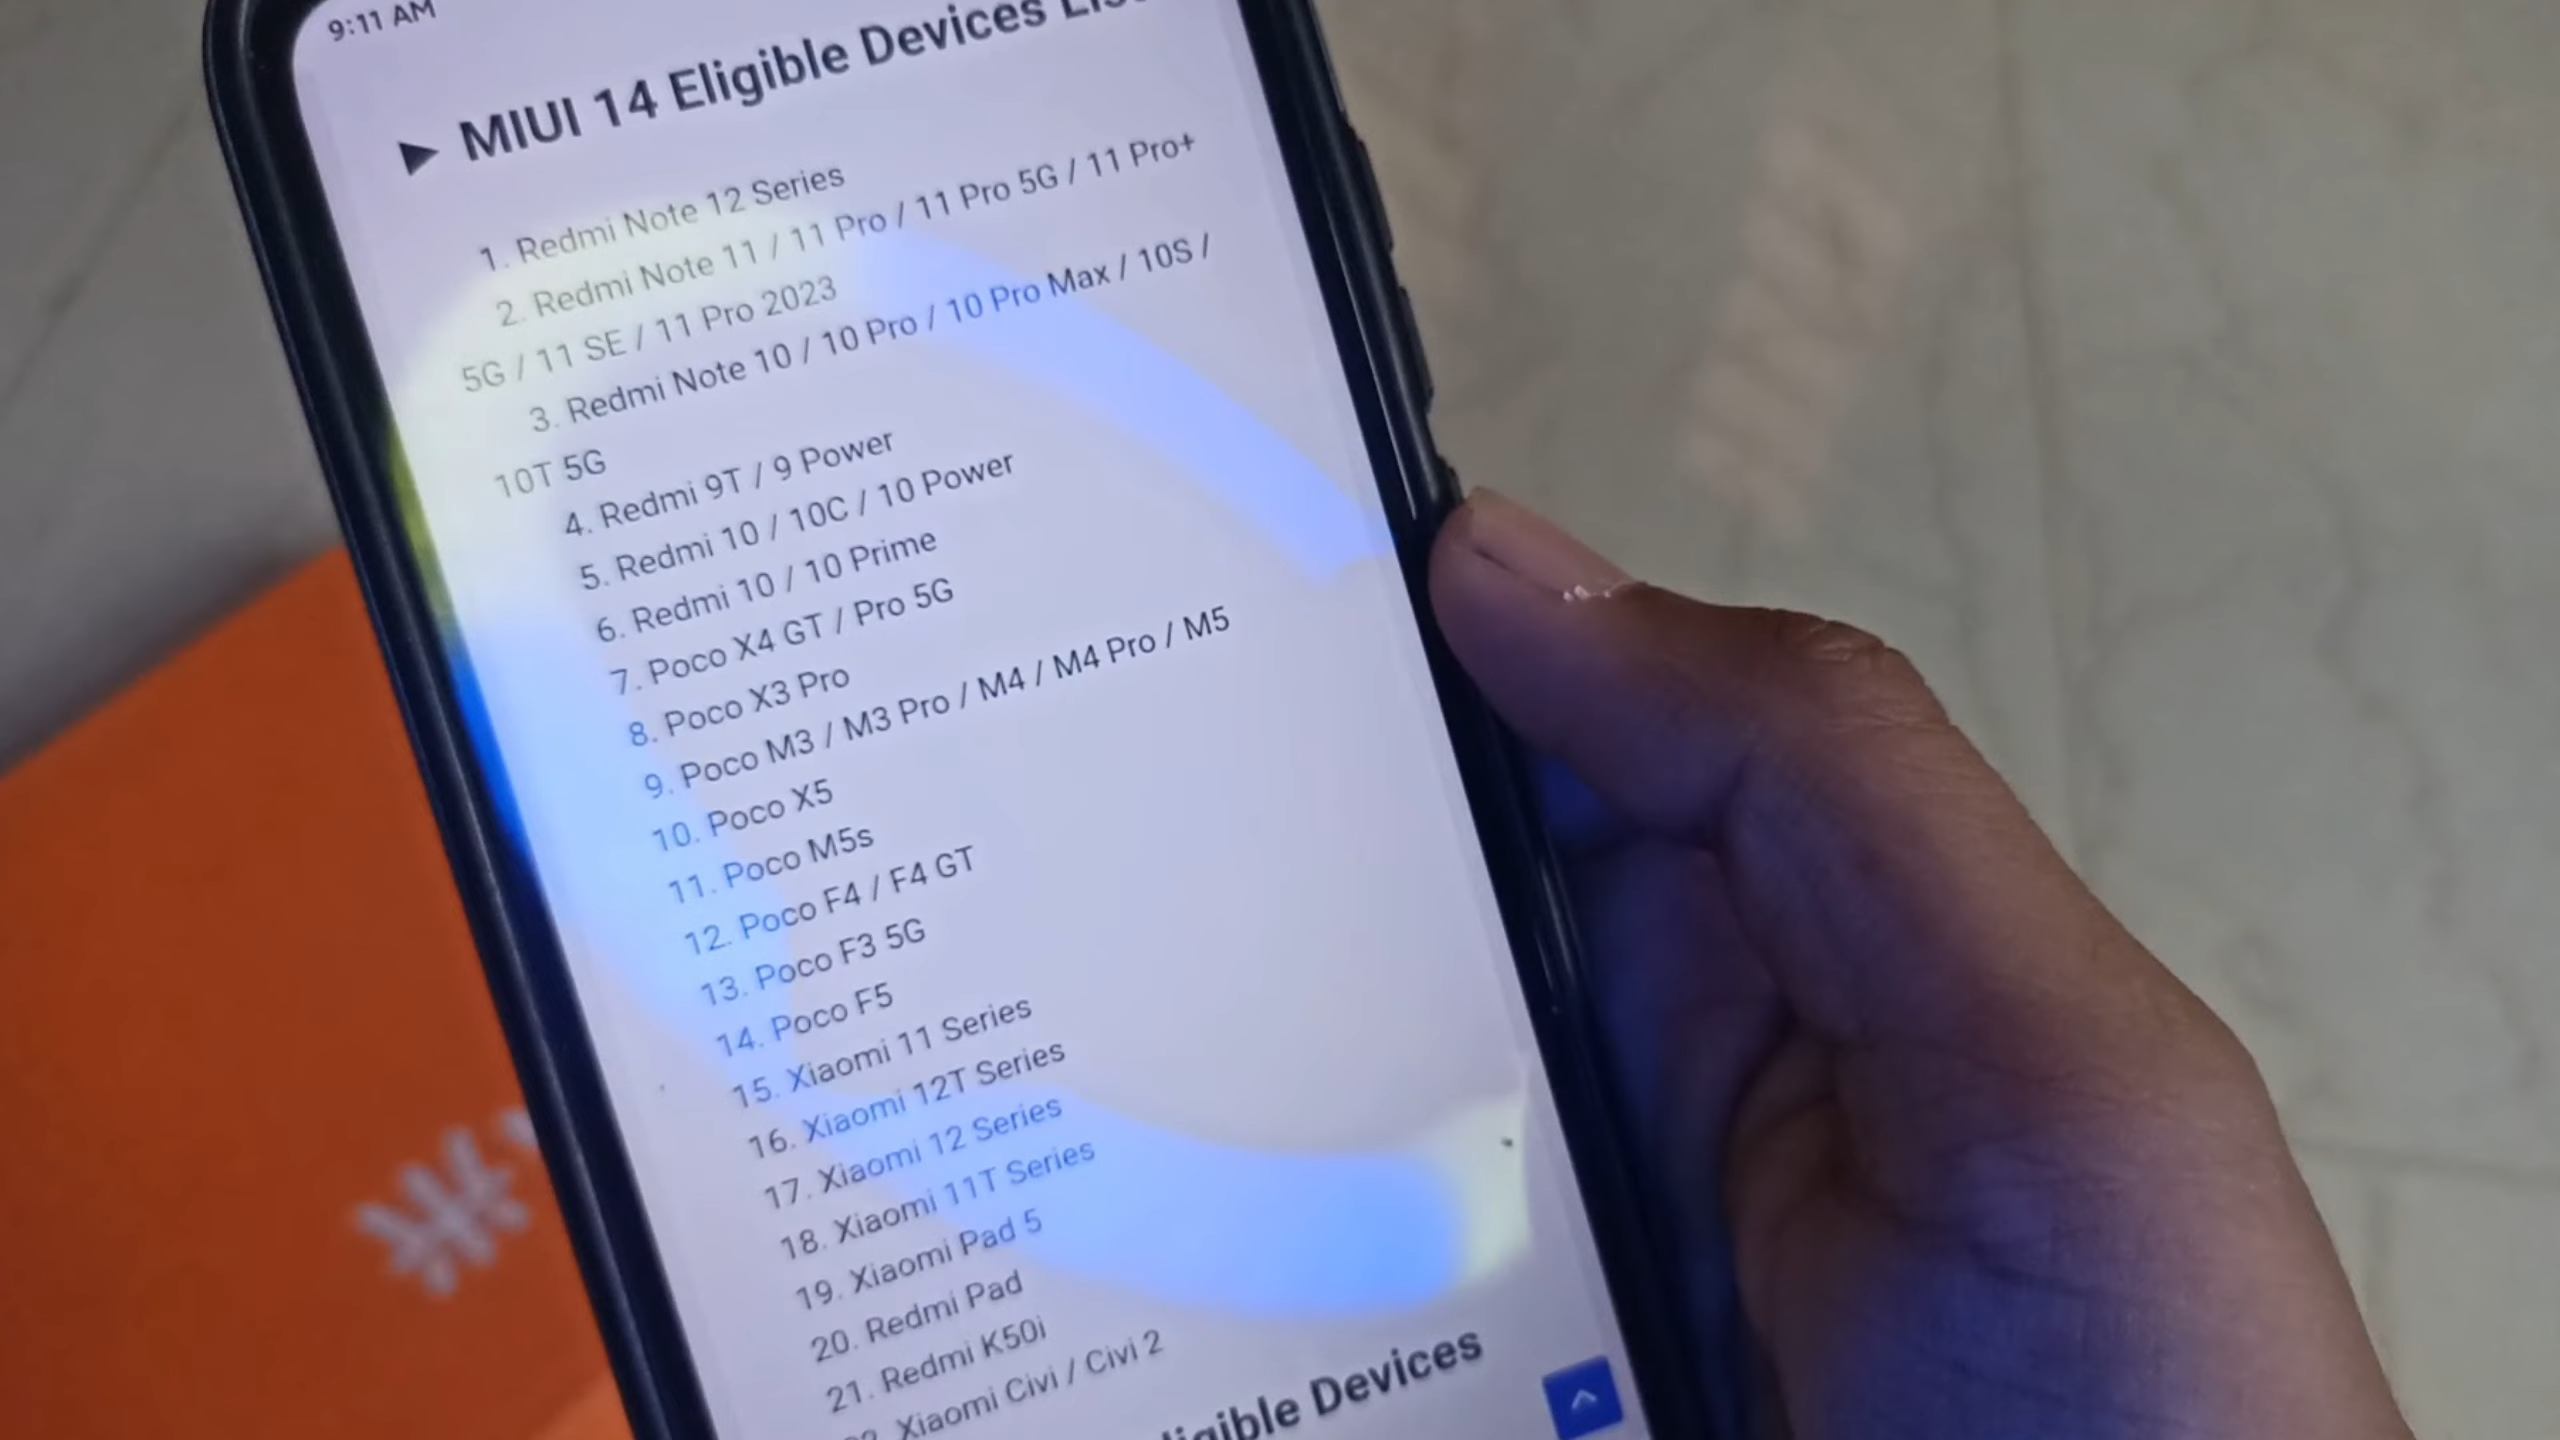 9:11 AM
► MIUI 14 Eligible Devices
1. Redmi Note 12 Series
2. Redmi Note 11 / 11 Pro / 11 Pro 5G / 11 Pro+
5G / 11 SE / 11 Pro 2023
3. Redmi Note 10 / 10 Pro / 10 Pro Max / 10S /
10T 5G
4. Redmi 9T / 9 Power
5. Redmi 10 / 10C / 10 Power
6. Redmi 10 / 10 Prime
7. Poco X4 GT / Pro 5G
8. Poco X3 Pro
9. Poco M3 / M3 Pro / M4 / M4 Pro / M5
10. Poco X5
11. Poco M5s
12. Poco F4 / F4 GT
13. Poco F3 5G
14. Poco F5
15. Xiaomi 11 Series
16. Xiaomi 12T Series
17. Xiaomi 12 Series
18. Xiaomi 11T Series
19. Xiaomi Pad 5
20. Redmi Pad
21. Redmi K50i
Xiaomi Civi / Civi 2
Devices